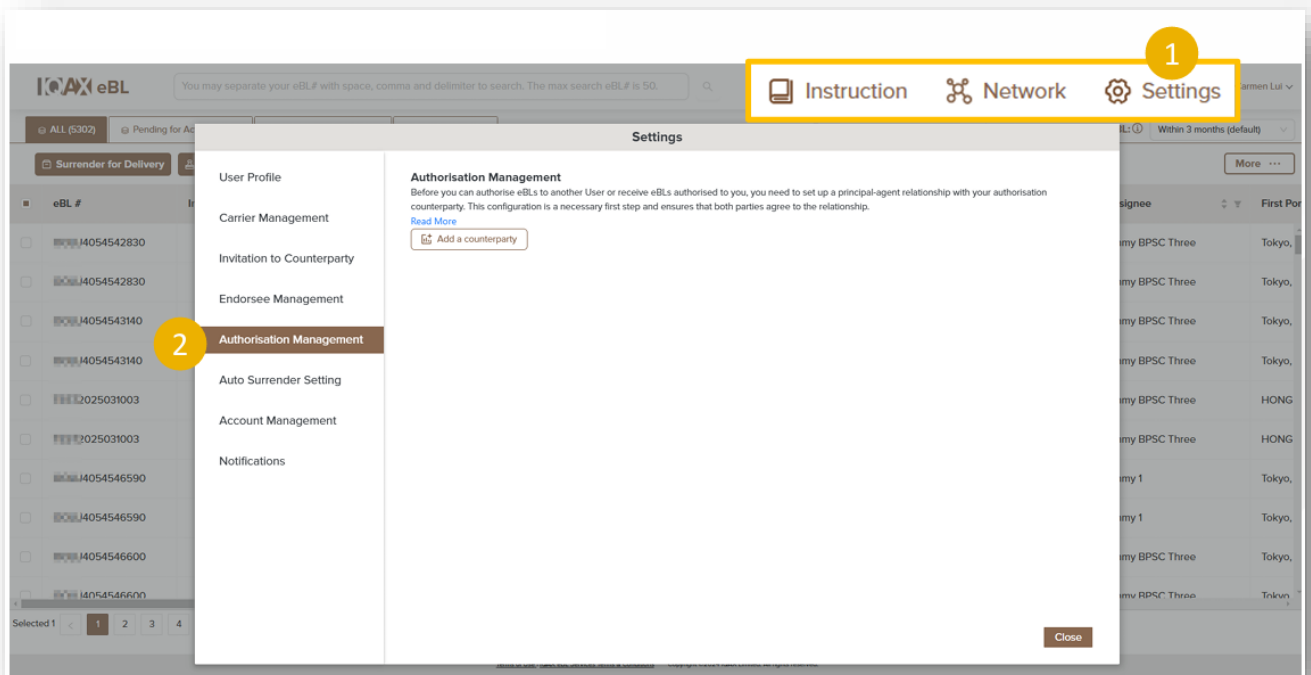 1
IQAX eBL
You may separate your eBL# with space, comma and delimiter to search. The max search eBL# is 50.
Instruction
Network
Settings
armen Lui
ALL (5302)
Pending for Ac
IL:
Within 3 months (default)
Settings
Surrender for Delivery
More ...
eBL #
signee
First Por
User Profile
Carrier Management
Invitation to Counterparty
Endorsee Management
2
Authorisation Management
Auto Surrender Setting
Account Management
Notifications
Authorisation Management
Before you can authorise eBLs to another User or receive eBLs authorised to you, you need to set up a principal-agent relationship with your authorisation
counterparty. This configuration is a necessary first step and ensures that both parties agree to the relationship.
Read More
Add a counterparty
J4054542830
my BPSC Three
Tokyo,
J4054542830
my BPSC Three
Tokyo,
J4054543140
my BPSC Three
Tokyo,
J4054543140
my BPSC Three
Tokyo,
2025031003
my BPSC Three
HONG
2025031003
my BPSC Three
HONG
J4054546590
my 1
Tokyo,
J4054546590
my 1
Tokyo,
J4054546600
my BPSC Three
Tokyo,
J4054546600
my BPSC Three
Tokyo
Selected 1
1
2
3
4
Close